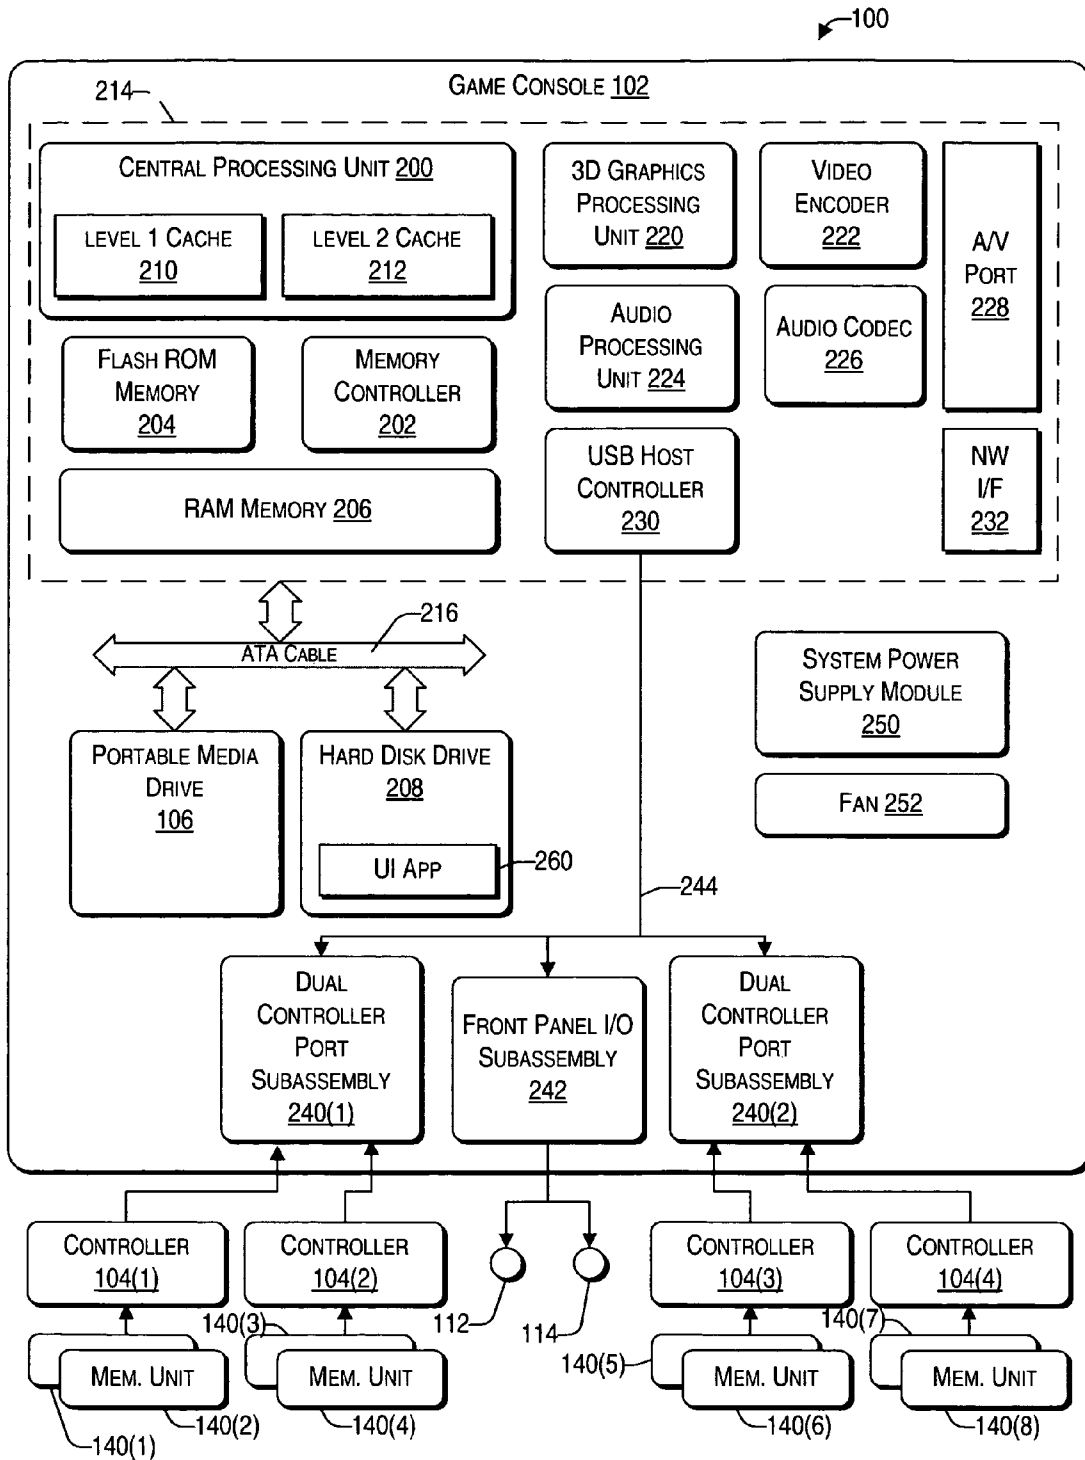 100
GAME CONSOLE 102
214
CENTRAL PROCESSING UNIT 200
LEVEL 1 CACHE
210
LEVEL 2 CACHE
212
3D GRAPHICS
PROCESSING
UNIT 220
VIDEO
ENCODER
222
A/V
PORT
228
FLASH ROM
MEMORY
204
MEMORY
CONTROLLER
202
AUDIO
PROCESSING
UNIT 224
AUDIO CODEC
226
RAM MEMORY 206
USB HOST
CONTROLLER
230
NW
I/F
232
216
ATA CABLE
PORTABLE MEDIA
DRIVE
106
HARD DISK DRIVE
208
UI APP
260
SYSTEM POWER
SUPPLY MODULE
250
FAN 252
244
DUAL
CONTROLLER
PORT
SUBASSEMBLY
240(1)
FRONT PANEL I/O
SUBASSEMBLY
242
DUAL
CONTROLLER
PORT
SUBASSEMBLY
240(2)
CONTROLLER
104(1)
CONTROLLER
104(2)
112
114
CONTROLLER
104(3)
CONTROLLER
104(4)
140(3)
140(7)
140(5)
MEM. UNIT
MEM. UNIT
MEM. UNIT
MEM. UNIT
140(1)
140(2)
140(4)
140(6)
140(8)